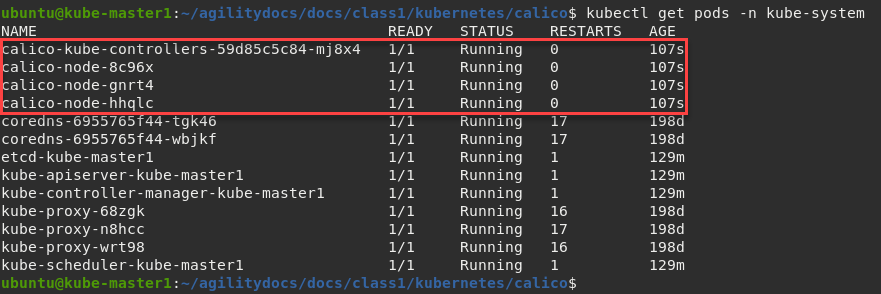 ubuntu@kube-master1:~/agilitydocs/docs/class1/kubernetes/calico$ kubectl get pods -n kube-system
NAME READY STATUS RESTARTS AGE
calico-kube-controllers-59d85c5c84-mj8x4 1/1 Running 0 107s
calico-node-8c96x 1/1 Running 0 107s
calico-node-gnrt4 1/1 Running 0 107s
calico-node-hhqlc 1/1 Running 0 107s
coredns-6955765f44-tgk46 1/1 Running 17 198d
coredns-6955765f44-wbjkf 1/1 Running 17 198d
etcd-kube-master1 1/1 Running 1 129m
kube-apiserver-kube-master1 1/1 Running 1 129m
kube-controller-manager-kube-master1 1/1 Running 1 129m
kube-proxy-68zgk 1/1 Running 16 198d
kube-proxy-n8hcc 1/1 Running 17 198d
kube-proxy-wrt98 1/1 Running 16 198d
kube-scheduler-kube-master1 1/1 Running 1 129m
ubuntu@kube-master1:~/agilitydocs/docs/class1/kubernetes/calico$